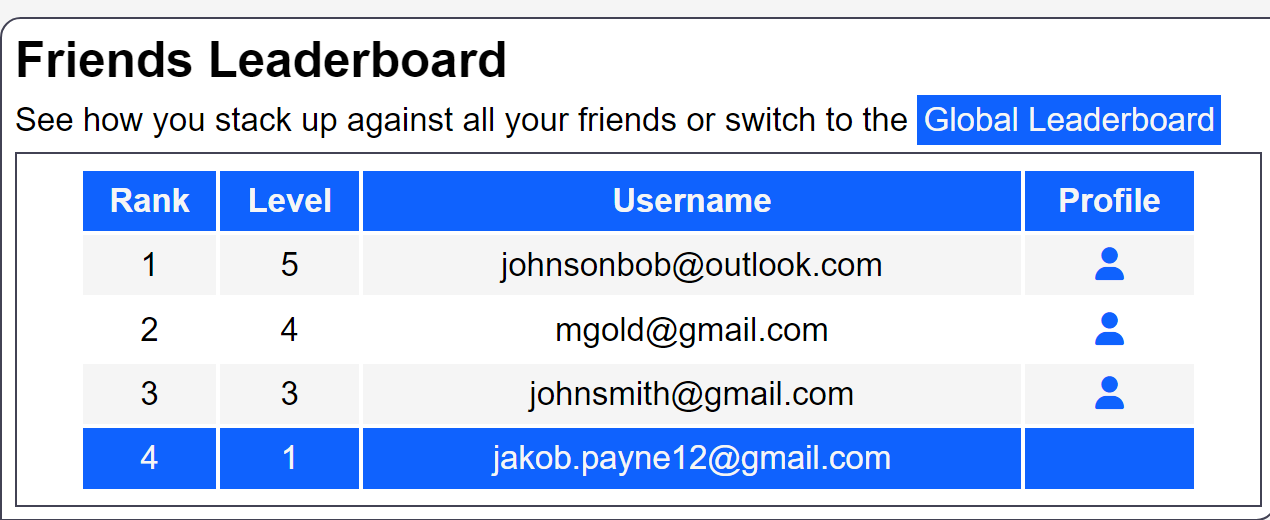 Friends Leaderboard
See how you stack up against all your friends or switch to the Global Leaderboard
Rank Level Username Profile
1 5 johnsonbob@outlook.com
2 4 mgold@gmail.com
3 3 johnsmith@gmail.com
4 1 jakob.payne12@gmail.com